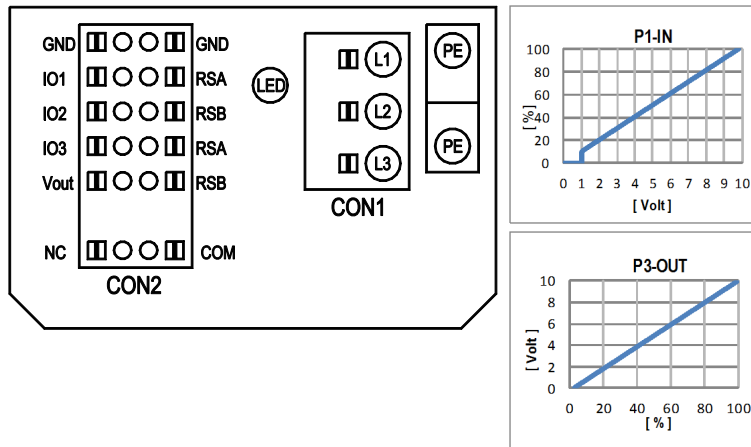 GND GND
IO1 RSA
IO2 RSB
IO3 RSA
Vout RSB
NC COM
CON2
LED
L1
L2
L3
CON1
PE
PE
P1-IN
[ % ]
100
80
60
40
20
0
0 1 2 3 4 5 6 7 8 9 10
[ Volt ]
P3-OUT
[ Volt ]
10
8
6
4
2
0
0 20 40 60 80 100
[ % ]